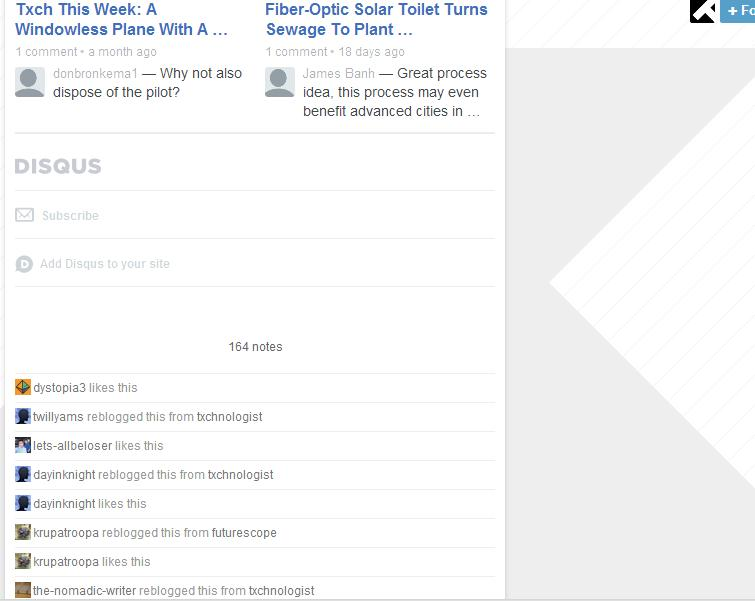 Txch This Week: A
Windowless Plane With A ...
1 comment • a month ago
donbronkema1 — Why not also
dispose of the pilot?
Fiber-Optic Solar Toilet Turns
Sewage To Plant ...
1 comment • 18 days ago
James Banh — Great process
idea, this process may even
benefit advanced cities in ...
+ Fo
DISQUS
Subscribe
D Add Disqus to your site
164 notes
dystopia3 likes this
twillyams reblogged this from txchnologist
lets-allbeloser likes this
dayinknight reblogged this from txchnologist
dayinknight likes this
krupatroopa reblogged this from futurescope
krupatroopa likes this
the-nomadic-writer reblogged this from txchnologist